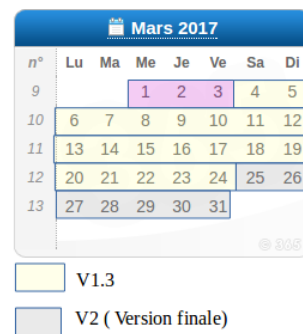 Mars 2017
n° Lu Ma Me Je Ve Sa Di
9 1 2 3 4 5
10 6 7 8 9 10 11 12
11 13 14 15 16 17 18 19
12 20 21 22 23 24 25 26
13 27 28 29 30 31
© 365
V1.3
V2 ( Version finale)